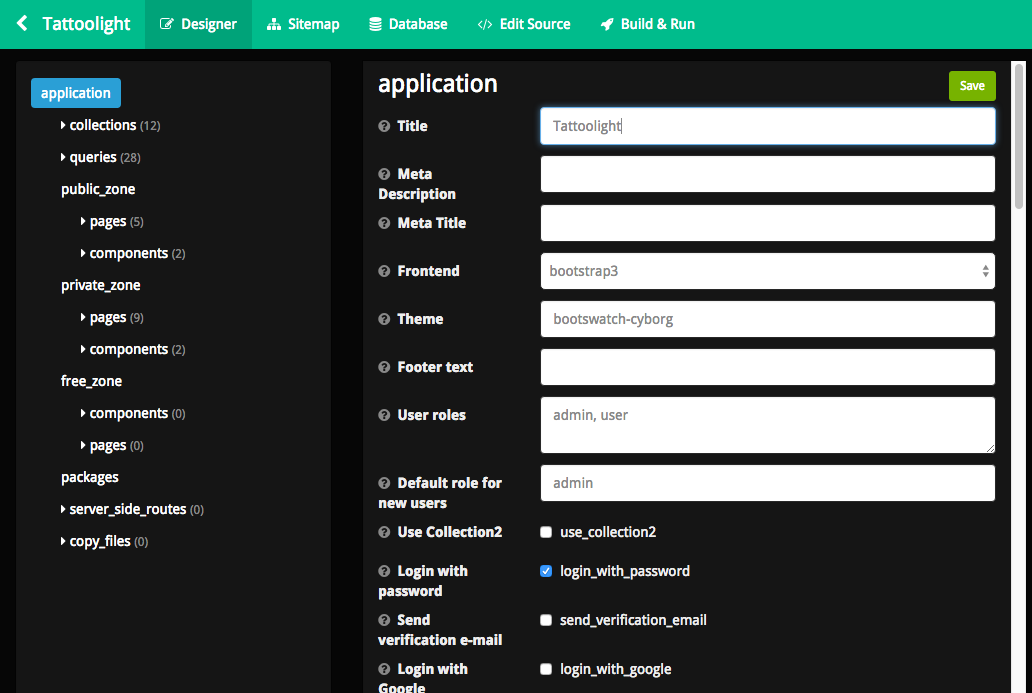 Tattoolight Designer Sitemap Database Edit Source Build & Run
application
collections (12)
queries (28)
public_zone
pages (5)
components (2)
private_zone
pages (9)
components (2)
free_zone
components (0)
pages (0)
packages
server_side_routes (0)
copy_files (0)
application Save
Title Tattoolight
Meta
Description
Meta Title
Frontend bootstrap3
Theme bootswatch-cyborg
Footer text
User roles admin, user
Default role for
new users admin
Use Collection2 use_collection2
Login with
password login_with_password
Send
verification e-mail send_verification_email
Login with
Google login_with_google